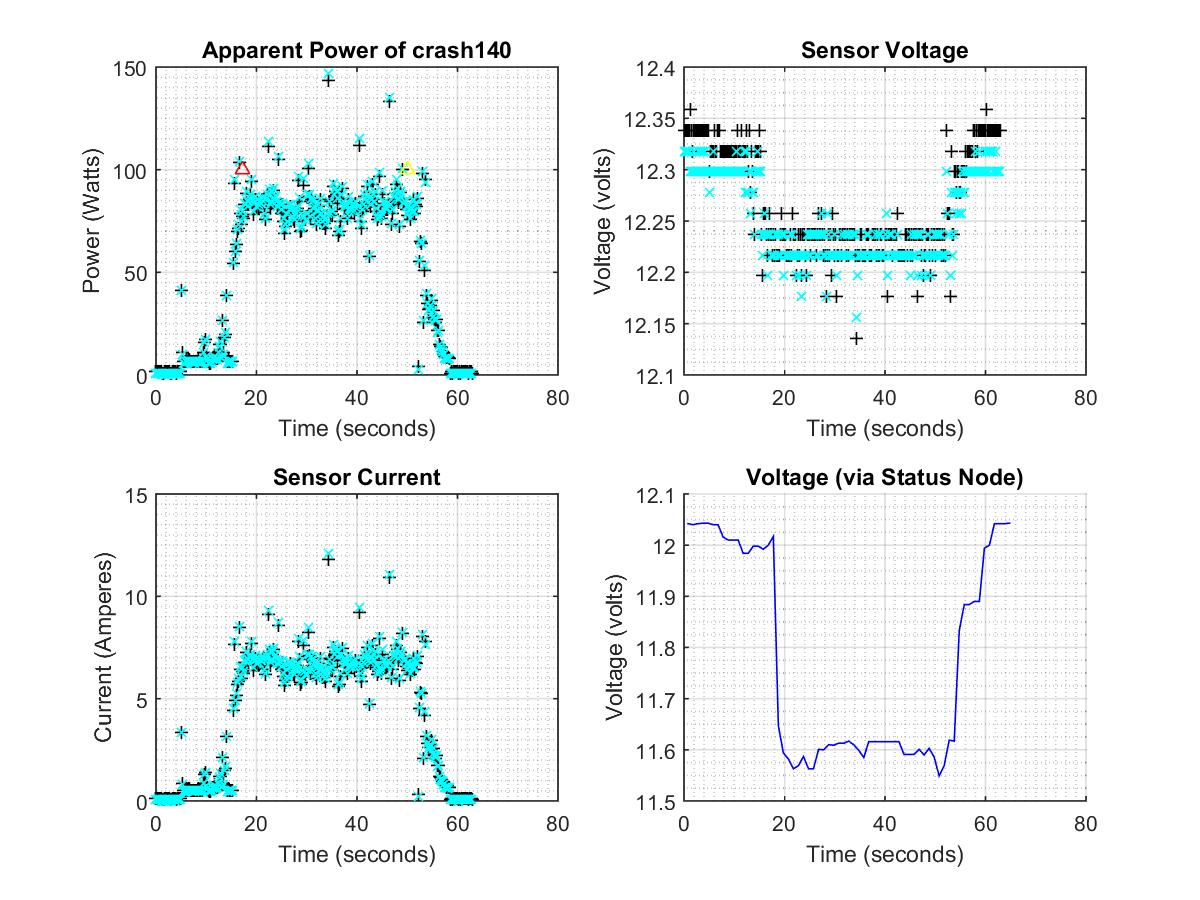 Apparent Power of crash140
150
100
50
0
0 20 40 60 80
Power (Watts)
Time (seconds)
Sensor Voltage
12.4
12.35
12.3
12.25
12.2
12.15
12.1
0 20 40 60 80
Voltage (volts)
Time (seconds)
Sensor Current
15
10
5
0
0 20 40 60 80
Current (Amperes)
Time (seconds)
Voltage (via Status Node)
12.1
12
11.9
11.8
11.7
11.6
11.5
0 20 40 60 80
Voltage (volts)
Time (seconds)